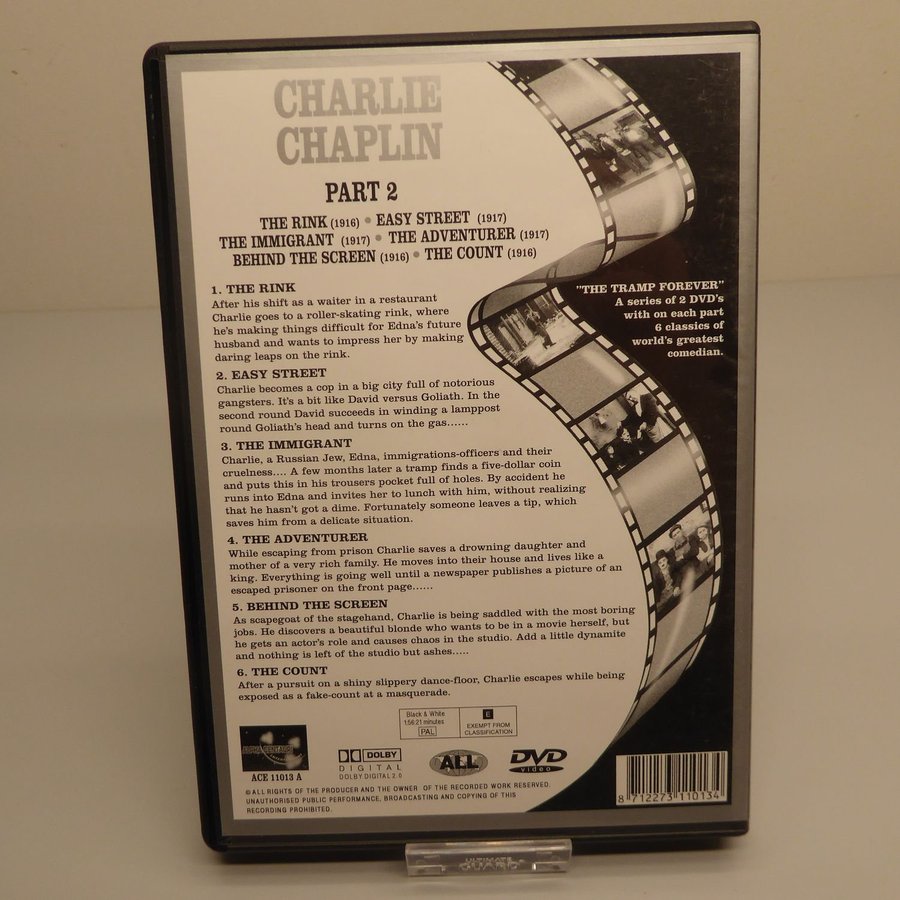 CHARLIE
CHAPLIN
PART 2
THE RINK (1916) • EASY STREET (1917)
THE IMMIGRANT (1917) • THE ADVENTURER (1917)
BEHIND THE SCREEN (1916) • THE COUNT (1916)
1. THE RINK
After his shift as a waiter in a restaurant
Charlie goes to a roller-skating rink, where
he's making things difficult for Edna's future
husband and wants to impress her by making
daring leaps on the rink.
2. EASY STREET
Charlie becomes a cop in a big city full of notorious
gangsters. It's a bit like David versus Goliath. In the
second round David succeeds in winding a lamppost
round Goliath's head and turns on the gas......
3. THE IMMIGRANT
Charlie, a Russian Jew, Edna, immigrations-officers and their
cruelness.... A few months later a tramp finds a five-dollar coin
and puts this in his trousers pocket full of holes. By accident he
runs into Edna and invites her to lunch with him, without realizing
that he hasn't got a dime. Fortunately someone leaves a tip, which
saves him from a delicate situation.
4. THE ADVENTURER
While escaping from prison Charlie saves a drowning daughter and
mother of a very rich family. He moves into their house and lives like a
king. Everything is going well until a newspaper publishes a picture of an
escaped prisoner on the front page......
5. BEHIND THE SCREEN
As scapegoat of the stagehand, Charlie is being saddled with the most boring
jobs. He discovers a beautiful blonde who wants to be in a movie herself, but
he gets an actor's role and causes chaos in the studio. Add a little dynamite
and nothing is left of the studio but ashes.....
6. THE COUNT
After a pursuit on a shiny slippery dance-floor, Charlie escapes while being
exposed as a fake-count at a masquerade.
"THE TRAMP FOREVER"
A series of 2 DVD's
with on each part
6 classics of
world's greatest
comedian.
Black & White
1:56:21 minutes
PAL
E
EXEMPT FROM
CLASSIFICATION
ALPHA CENTAURI
ACE 11013 A
DOLBY
DIGITAL
DOLBY DIGITAL 2.0
ALL
DVD
VIDEO
©ALL RIGHTS OF THE PRODUCER AND THE OWNER OF THE RECORDED WORK RESERVED.
UNAUTHORISED PUBLIC PERFORMANCE, BROADCASTING AND COPYING OF THIS
RECORDING PROHIBITED.
8 712273 110134
ULTIMATE
GUARD